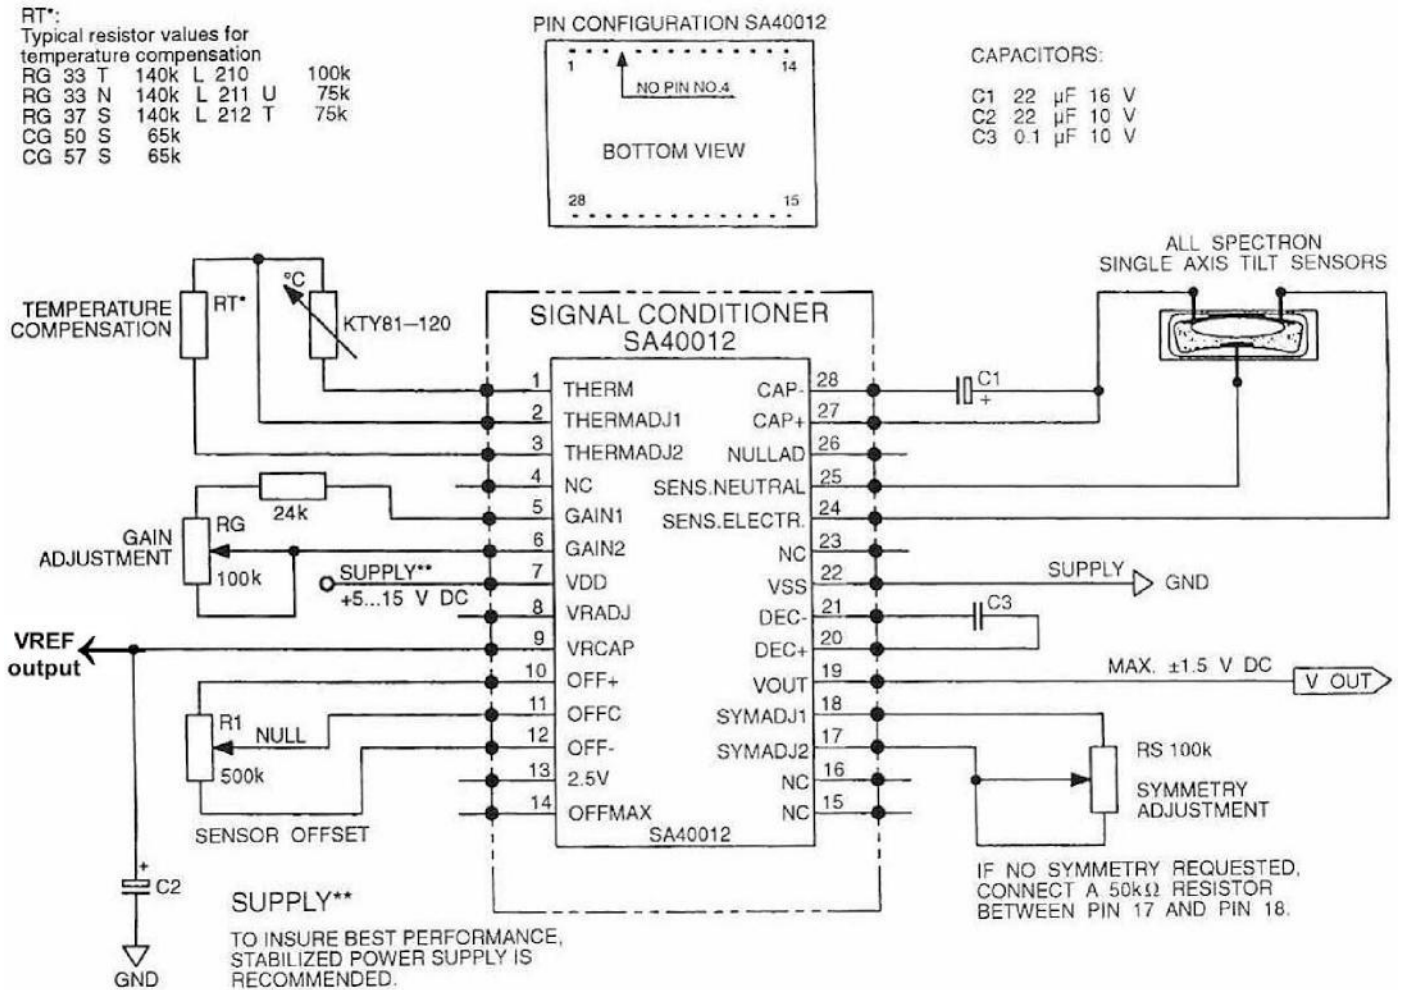 RT*:
Typical resistor values for
temperature compensation
RG 33 T 140k L 210 100k
RG 33 N 140k L 211 U 75k
RG 37 S 140k L 212 T 75k
CG 50 S 65k
CG 57 S 65k
PIN CONFIGURATION SA40012
1
14
NO PIN NO.4
BOTTOM VIEW
28
15
CAPACITORS:
C1 22 µF 16 V
C2 22 µF 10 V
C3 0.1 µF 10 V
ALL SPECTRON
SINGLE AXIS TILT SENSORS
TEMPERATURE
COMPENSATION
RT*
°C
KTY81–120
SIGNAL CONDITIONER
SA40012
1 THERM
2 THERMADJ1
3 THERMADJ2
4 NC
5 GAIN1
6 GAIN2
7 VDD
8 VRADJ
9 VRCAP
10 OFF+
11 OFFC
12 OFF-
13 2.5V
14 OFFMAX
CAP- 28
CAP+ 27
NULLAD 26
SENS.NEUTRAL 25
SENS.ELECTR. 24
NC 23
VSS 22
DEC- 21
DEC+ 20
VOUT 19
SYMADJ1 18
SYMADJ2 17
NC 16
NC 15
SA40012
C1
+
24k
GAIN
ADJUSTMENT
RG
100k
SUPPLY**
+5...15 V DC
VREF
output
R1
500k
NULL
SENSOR OFFSET
+
C2
GND
SUPPLY**
TO INSURE BEST PERFORMANCE,
STABILIZED POWER SUPPLY IS
RECOMMENDED.
SUPPLY
GND
C3
MAX. ±1.5 V DC
V OUT
RS 100k
SYMMETRY
ADJUSTMENT
IF NO SYMMETRY REQUESTED,
CONNECT A 50kΩ RESISTOR
BETWEEN PIN 17 AND PIN 18.